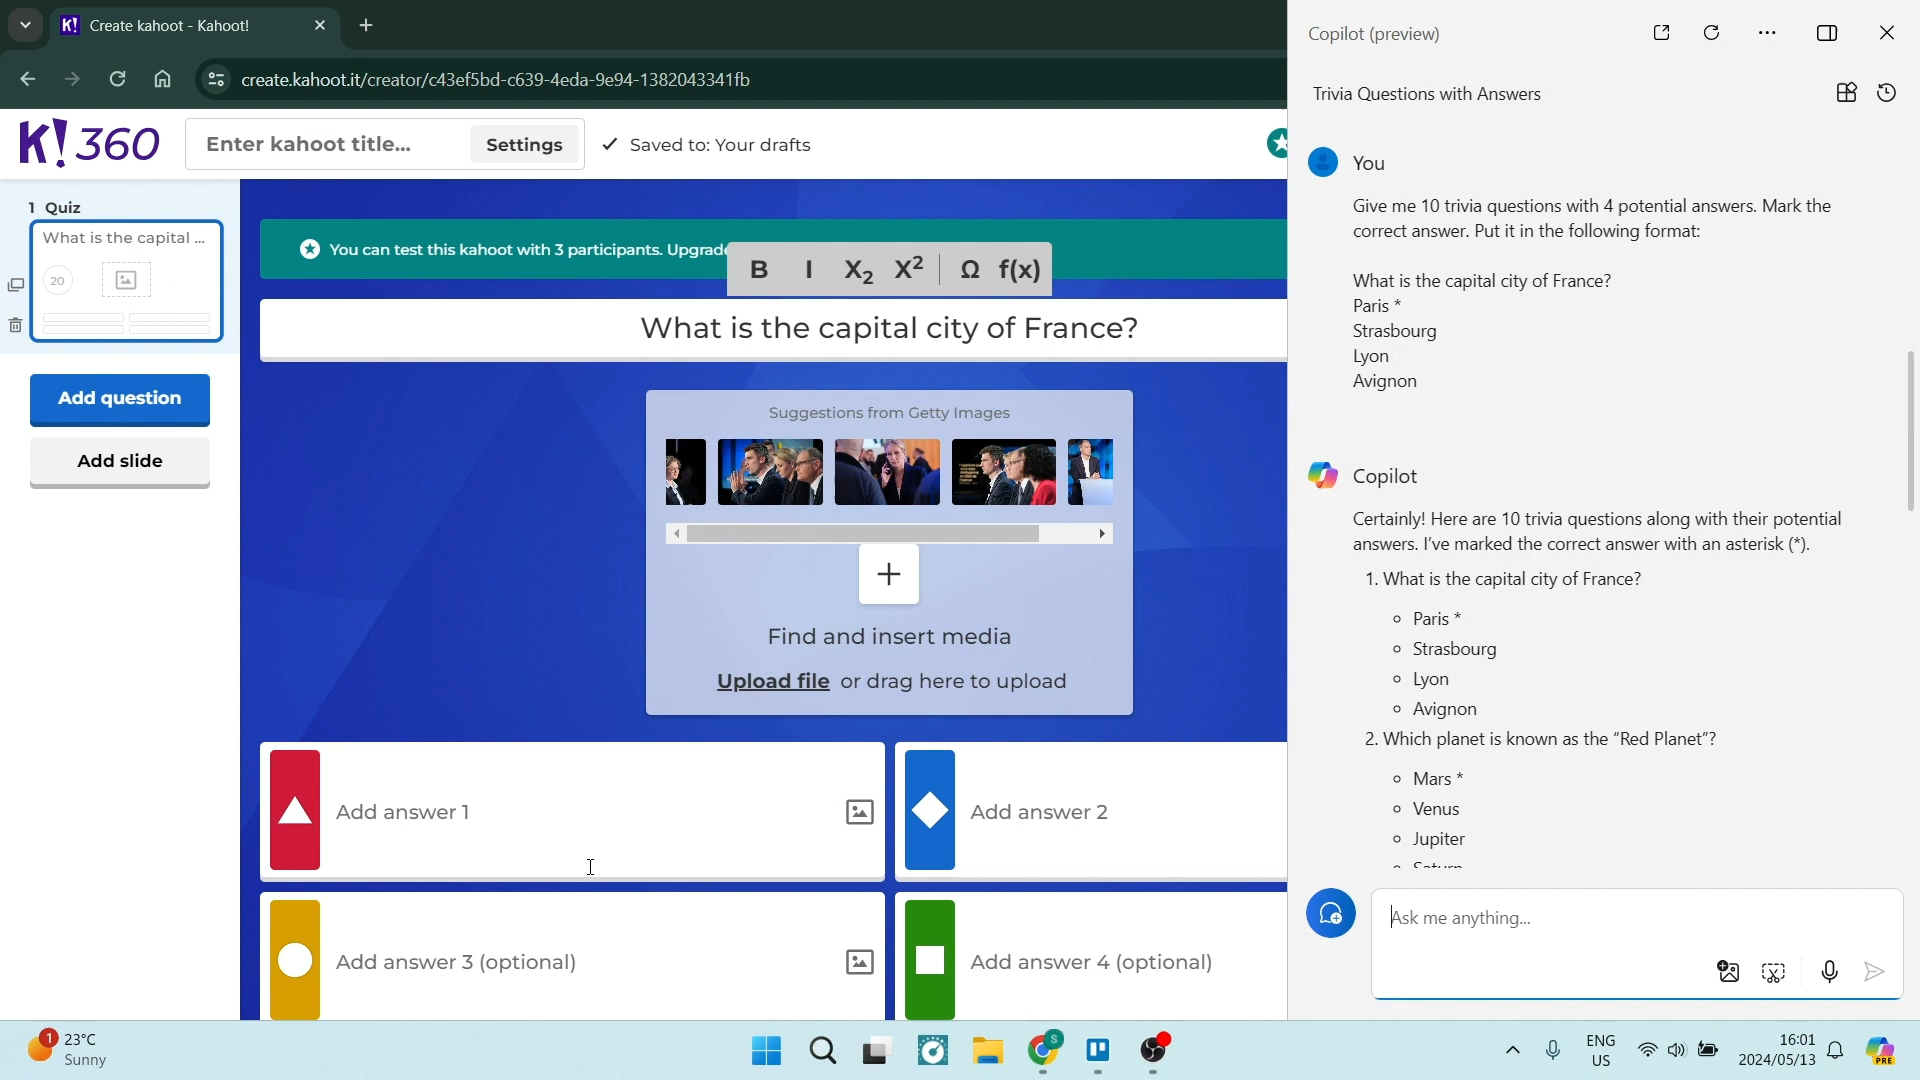 Create kahoot - Kahoot!
create.kahoot.it/creator/c43ef5bd-c639-4eda-9e94-1382043341fb
K!360
Enter kahoot title...
Settings
Saved to: Your drafts
1 Quiz
What is the capital ...
20
Add question
Add slide
You can test this kahoot with 3 participants. Upgrade
B I X2 X2 Ω f(x)
What is the capital city of France?
Suggestions from Getty Images
Find and insert media
Upload file or drag here to upload
Add answer 1
Add answer 2
Add answer 3 (optional)
Add answer 4 (optional)
Copilot (preview)
Trivia Questions with Answers
You
Give me 10 trivia questions with 4 potential answers. Mark the
correct answer. Put it in the following format:
What is the capital city of France?
Paris *
Strasbourg
Lyon
Avignon
Copilot
Certainly! Here are 10 trivia questions along with their potential
answers. I've marked the correct answer with an asterisk (*).
1. What is the capital city of France?
Paris *
Strasbourg
Lyon
Avignon
2. Which planet is known as the “Red Planet”?
Mars *
Venus
Jupiter
Ask me anything...
1
23°C
Sunny
S
ENG
US
16:01
2024/05/13
PRE